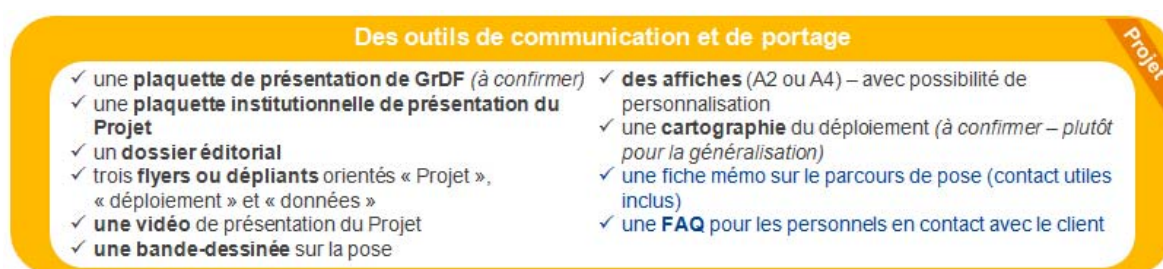 Des outils de communication et de portage
Projet
✓ une plaquette de présentation de GrDF (à confirmer)
✓ une plaquette institutionnelle de présentation du
Projet
✓ un dossier éditorial
✓ trois flyers ou dépliants orientés « Projet »,
« déploiement » et « données »
✓ une vidéo de présentation du Projet
✓ une bande-dessinée sur la pose
✓ des affiches (A2 ou A4) – avec possibilité de
personnalisation
✓ une cartographie du déploiement (à confirmer – plutôt
pour la généralisation)
✓ une fiche mémo sur le parcours de pose (contact utiles
inclus)
✓ une FAQ pour les personnels en contact avec le client